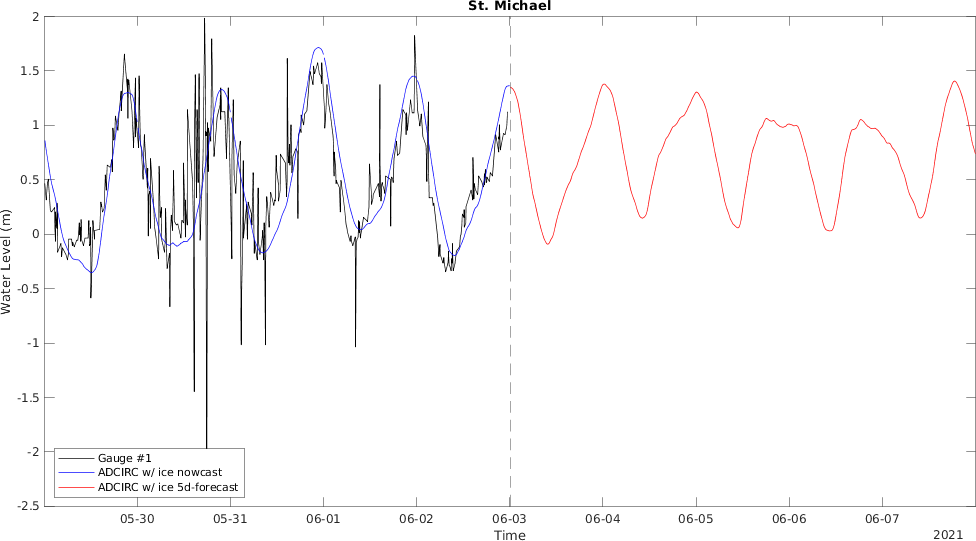 St. Michael
2
1.5
1
0.5
0
-0.5
-1
-1.5
-2
-2.5
Water Level (m)
Gauge #1
ADCIRC w/ ice nowcast
ADCIRC w/ ice 5d-forecast
05-30 05-31 06-01 06-02 06-03 06-04 06-05 06-06 06-07
Time
2021